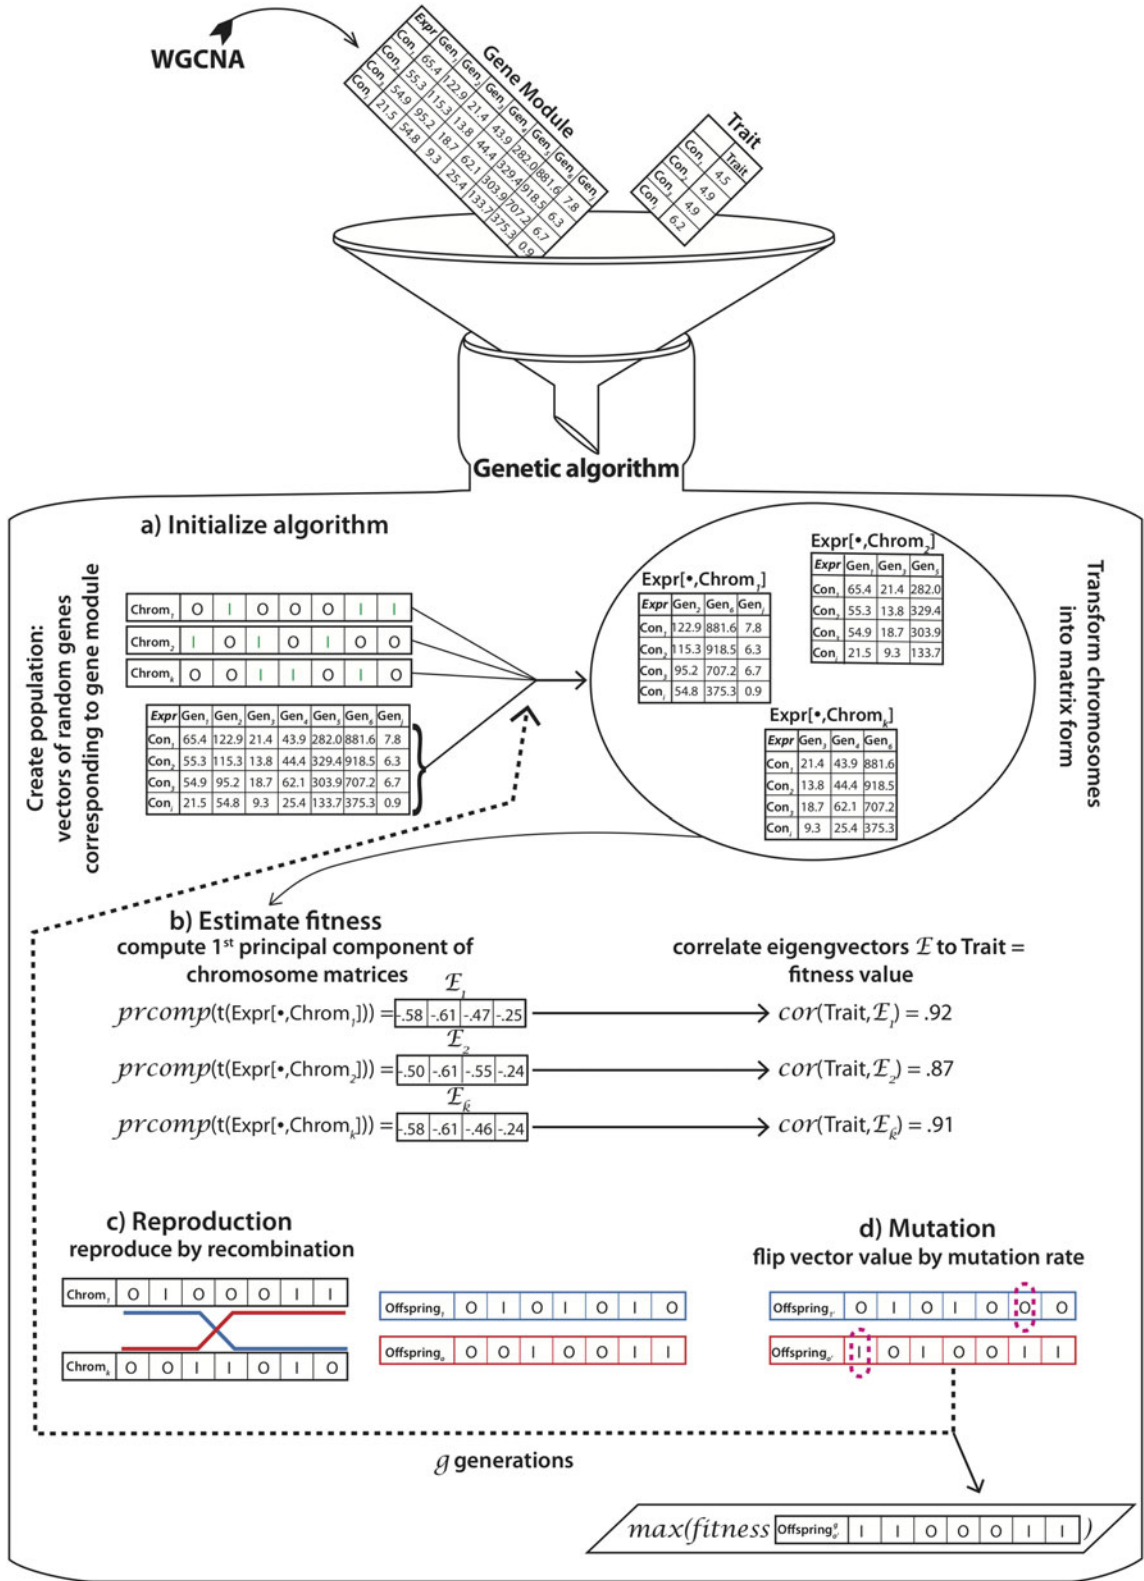 WGCNA
Gene Module
Expr Gen1 Gen2 Gen3 Gen4 Gen5 Gen6 Genj
Con1 65.4 122.9 21.4 43.9 282.0 881.6 7.8
Con2 55.3 115.3 13.8 44.4 329.4 918.5 6.3
Con3 54.9 95.2 18.7 62.1 303.9 707.2 6.7
Coni 21.5 54.8 9.3 25.4 133.7 375.3 0.9
Trait
Trait
Con1 4.5
Con2 4.9
Con3 4.9
Coni 6.2
Genetic algorithm
a) Initialize algorithm
Create population:
vectors of random genes
corresponding to gene module
Chrom1 O I O O O I I
Chrom2 I O I O I O O
Chromk O O I I O I O
Expr Gen1 Gen2 Gen3 Gen4 Gen5 Gen6 Genj
Con1 65.4 122.9 21.4 43.9 282.0 881.6 7.8
Con2 55.3 115.3 13.8 44.4 329.4 918.5 6.3
Con3 54.9 95.2 18.7 62.1 303.9 707.2 6.7
Coni 21.5 54.8 9.3 25.4 133.7 375.3 0.9
Expr[•,Chrom1]
Expr Gen2 Gen6 Genj
Con1 122.9 881.6 7.8
Con2 115.3 918.5 6.3
Con3 95.2 707.2 6.7
Coni 54.8 375.3 0.9
Expr[•,Chrom2]
Expr Gen1 Gen3 Gen5
Con1 65.4 21.4 282.0
Con2 55.3 13.8 329.4
Con3 54.9 18.7 303.9
Coni 21.5 9.3 133.7
Expr[•,Chromk]
Expr Gen3 Gen4 Gen6
Con1 21.4 43.9 881.6
Con2 13.8 44.4 918.5
Con3 18.7 62.1 707.2
Coni 9.3 25.4 375.3
Transform chromosomes
into matrix form
b) Estimate fitness
compute 1st principal component of
chromosome matrices
correlate eigengvectors E to Trait =
fitness value
E1
prcomp(t(Expr[•,Chrom1])) = -.58 -.61 -.47 -.25 cor(Trait,E1) = .92
E2
prcomp(t(Expr[•,Chrom2])) = -.50 -.61 -.55 -.24 cor(Trait,E2) = .87
Ek
prcomp(t(Expr[•,Chromk])) = -.58 -.61 -.46 -.24 cor(Trait,Ek) = .91
c) Reproduction
reproduce by recombination
Chrom1 O I O O O I I
Chromk O O I I O I O
Offspring1 O I O I O I O
Offspringo O O I O O I I
d) Mutation
flip vector value by mutation rate
Offspring1' O I O I O O O
Offspringo' I O I O O I I
g generations
max(fitness Offspringgo' I I O O O I I )